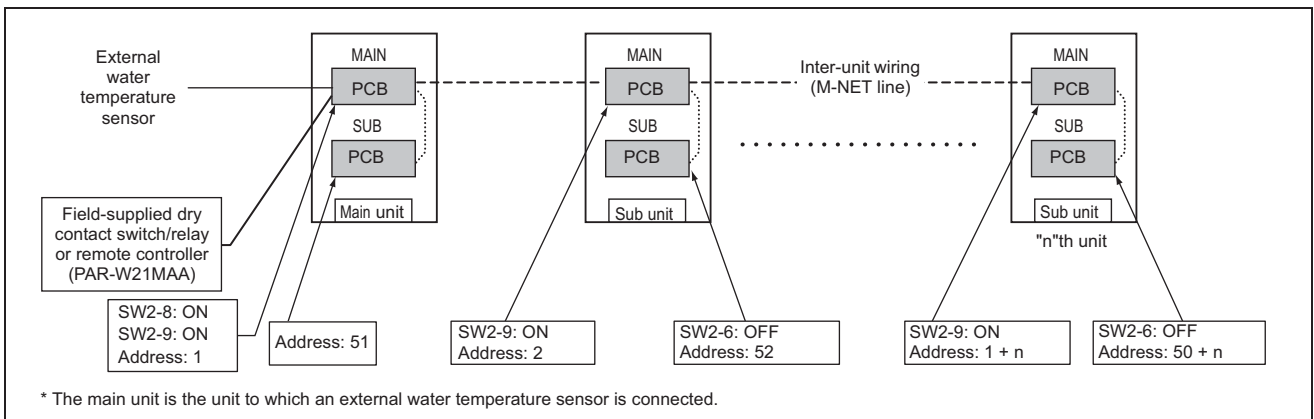 External
water
temperature
sensor
MAIN
PCB
SUB
PCB
Main unit
MAIN
PCB
SUB
PCB
Sub unit
Inter-unit wiring
(M-NET line)
MAIN
PCB
SUB
PCB
Sub unit
"n"th unit
Field-supplied dry
contact switch/relay
or remote controller
(PAR-W21MAA)
SW2-8: ON
SW2-9: ON
Address: 1
Address: 51
SW2-9: ON
Address: 2
SW2-6: OFF
Address: 52
SW2-9: ON
Address: 1 + n
SW2-6: OFF
Address: 50 + n
* The main unit is the unit to which an external water temperature sensor is connected.